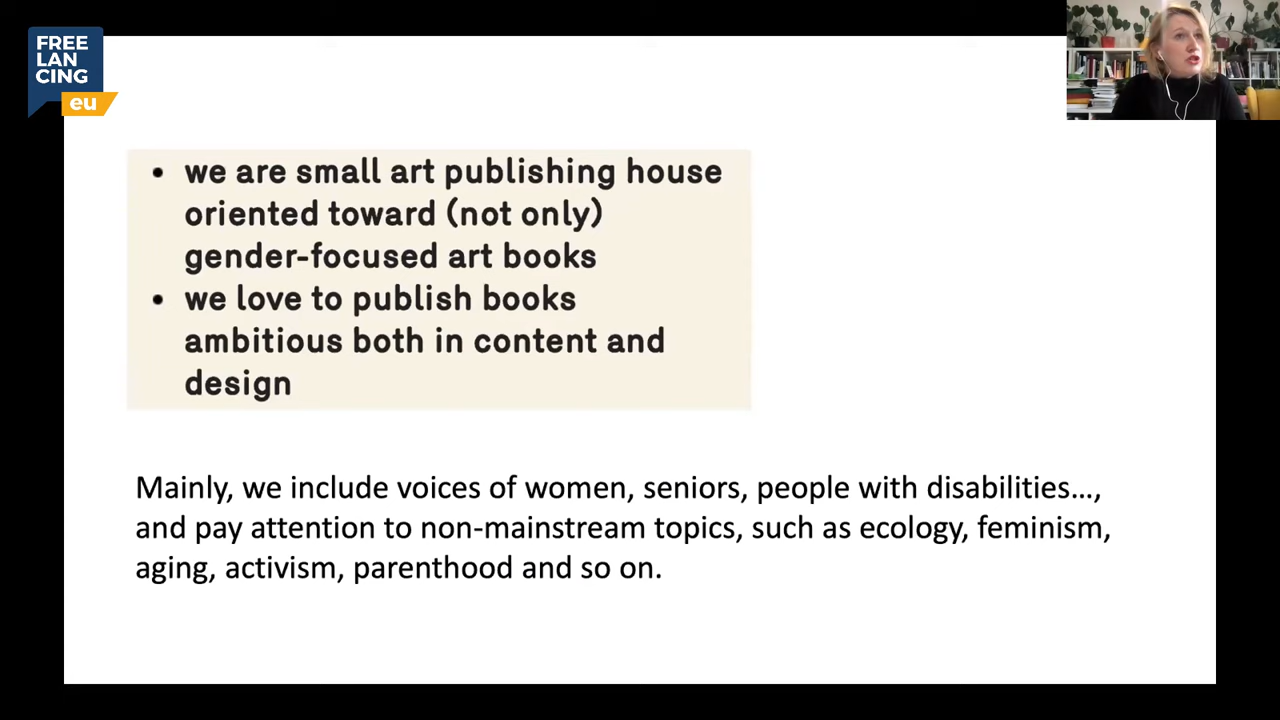 FREE
LAN
CING
eu
• we are small art publishing house
oriented toward (not only)
gender-focused art books
• we love to publish books
ambitious both in content and
design
Mainly, we include voices of women, seniors, people with disabilities…,
and pay attention to non-mainstream topics, such as ecology, feminism,
aging, activism, parenthood and so on.